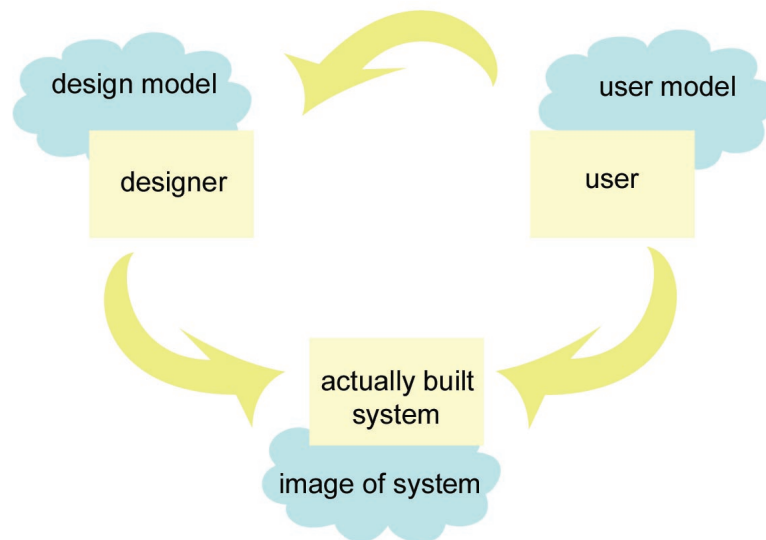 design model
user model
designer
user
actually built
system
image of system